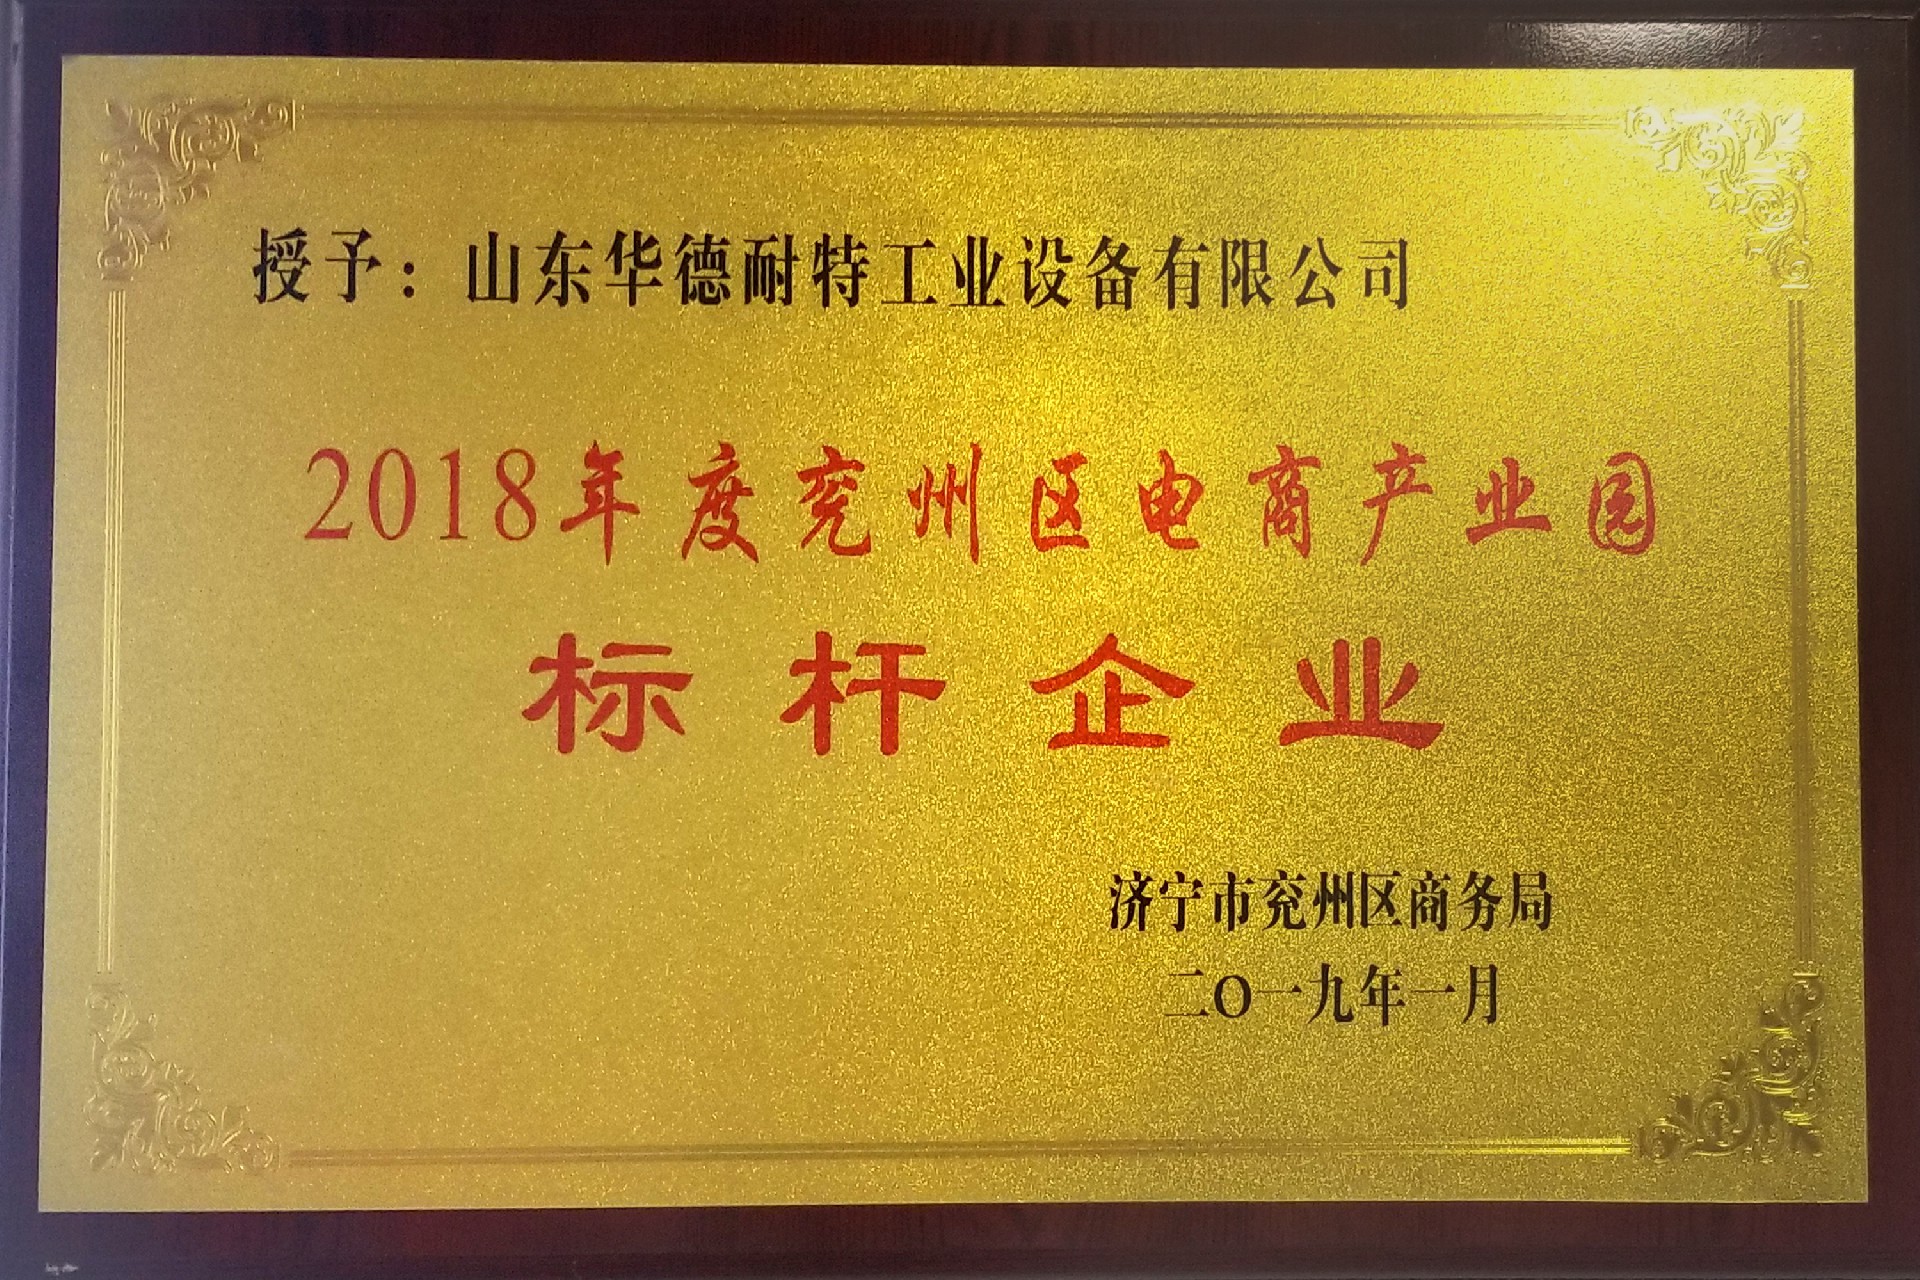 授予：山东华德耐特工业设备有限公司
2018年度兖州区电商产业园
标杆企业
济宁市兖州区商务局
二〇一九年一月